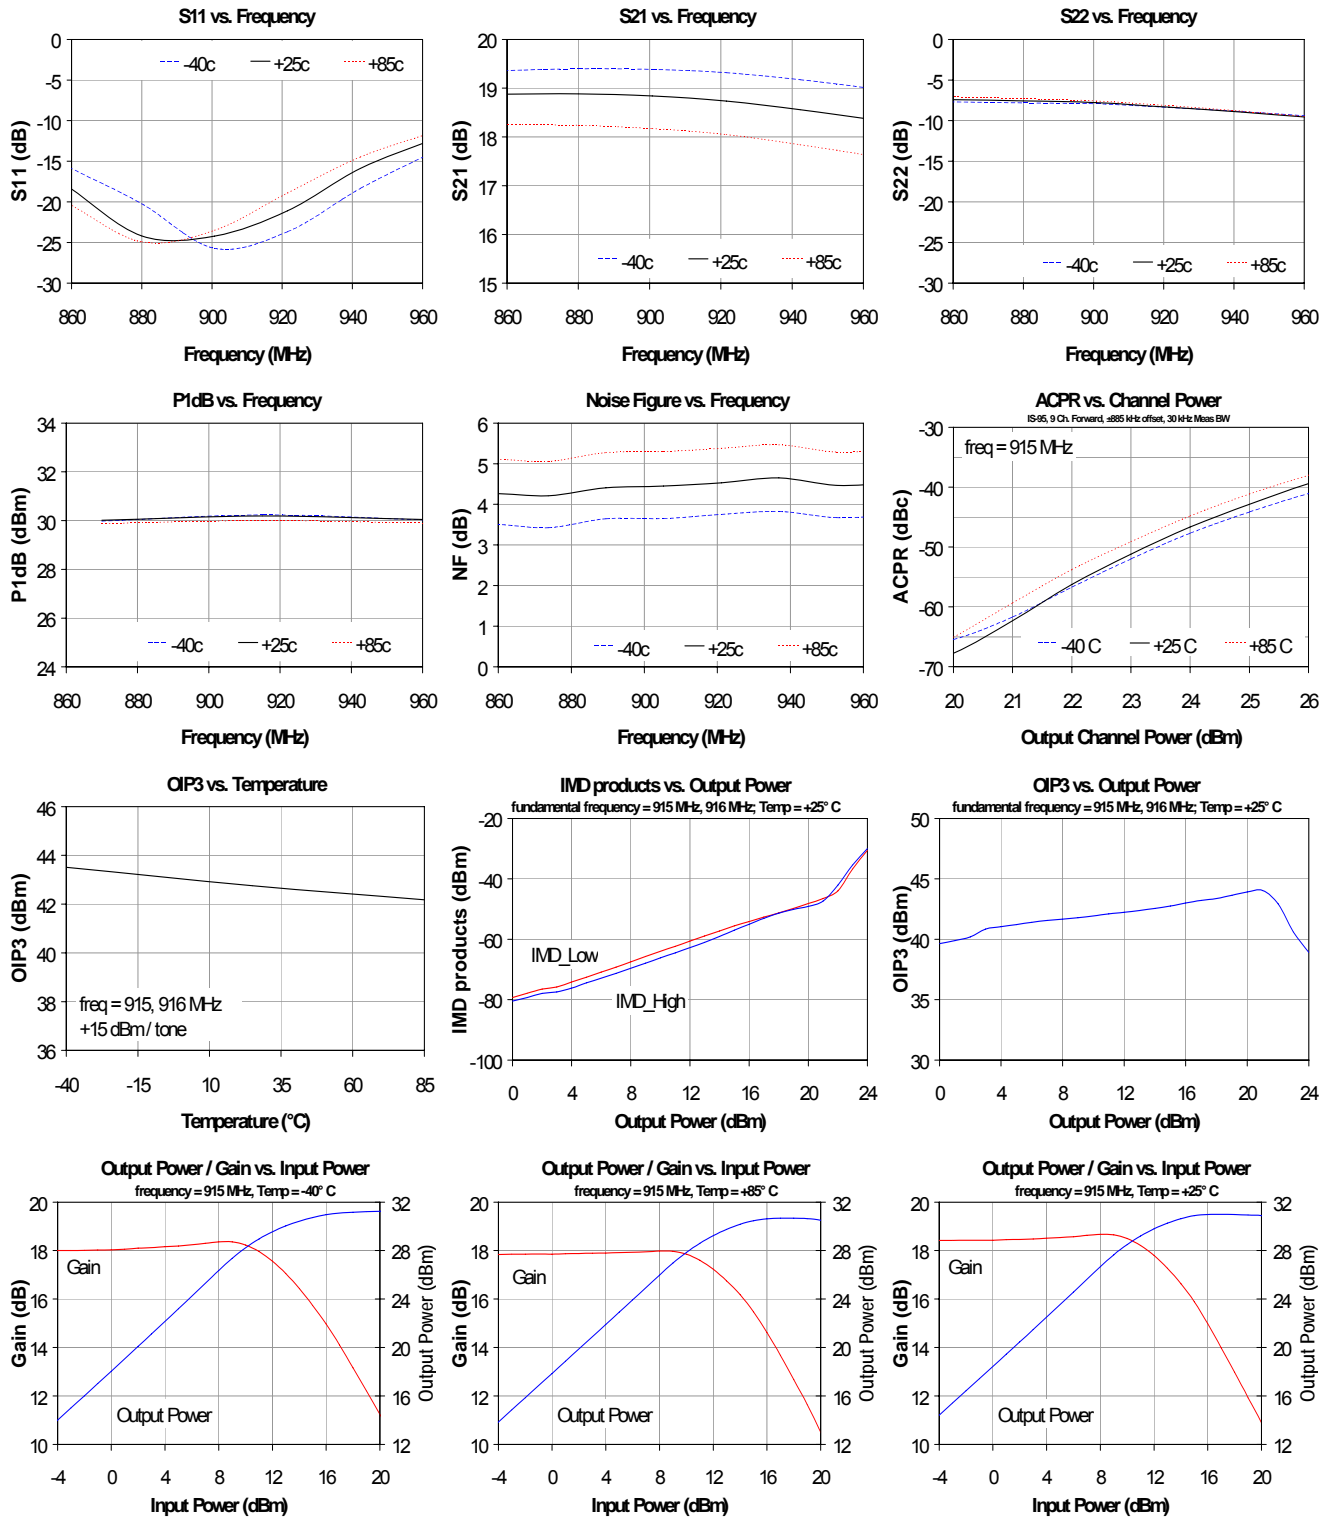 S11 vs. Frequency
0
-5
-10
-15
-20
-25
-30
S11 (dB)
-40c +25c +85c
860 880 900 920 940 960
Frequency (MHz)
S21 vs. Frequency
20
19
18
17
16
15
S21 (dB)
-40c +25c +85c
860 880 900 920 940 960
Frequency (MHz)
S22 vs. Frequency
0
-5
-10
-15
-20
-25
-30
S22 (dB)
-40c +25c +85c
860 880 900 920 940 960
Frequency (MHz)
P1dB vs. Frequency
34
32
30
28
26
24
P1dB (dBm)
-40c +25c +85c
860 880 900 920 940 960
Frequency (MHz)
Noise Figure vs. Frequency
6
5
4
3
2
1
0
NF (dB)
-40c +25c +85c
860 880 900 920 940 960
Frequency (MHz)
ACPR vs. Channel Power
IS-95, 9 Ch. Forward, ±885 kHz offset, 30 kHz Meas BW
freq = 915 MHz
-30
-40
-50
-60
-70
ACPR (dBc)
-40 C +25 C +85 C
20 21 22 23 24 25 26
Output Channel Power (dBm)
OIP3 vs. Temperature
46
44
42
40
38
36
OIP3 (dBm)
freq = 915, 916 MHz
+15 dBm / tone
-40 -15 10 35 60 85
Temperature (°C)
IMD products vs. Output Power
fundamental frequency = 915 MHz, 916 MHz; Temp = +25° C
-20
-40
-60
-80
-100
IMD products (dBm)
IMD_Low
IMD_High
0 4 8 12 16 20 24
Output Power (dBm)
OIP3 vs. Output Power
fundamental frequency = 915 MHz, 916 MHz; Temp = +25° C
50
45
40
35
30
OIP3 (dBm)
0 4 8 12 16 20 24
Output Power (dBm)
Output Power / Gain vs. Input Power
frequency = 915 MHz, Temp = -40° C
20
18
16
14
12
10
Gain (dB)
Gain
Output Power
32
28
24
20
16
12
Output Power (dBm)
-4 0 4 8 12 16 20
Input Power (dBm)
Output Power / Gain vs. Input Power
frequency = 915 MHz, Temp = +85° C
20
18
16
14
12
10
Gain (dB)
Gain
Output Power
32
28
24
20
16
12
Output Power (dBm)
-4 0 4 8 12 16 20
Input Power (dBm)
Output Power / Gain vs. Input Power
frequency = 915 MHz, Temp = +25° C
20
18
16
14
12
10
Gain (dB)
Gain
Output Power
32
28
24
20
16
12
Output Power (dBm)
-4 0 4 8 12 16 20
Input Power (dBm)